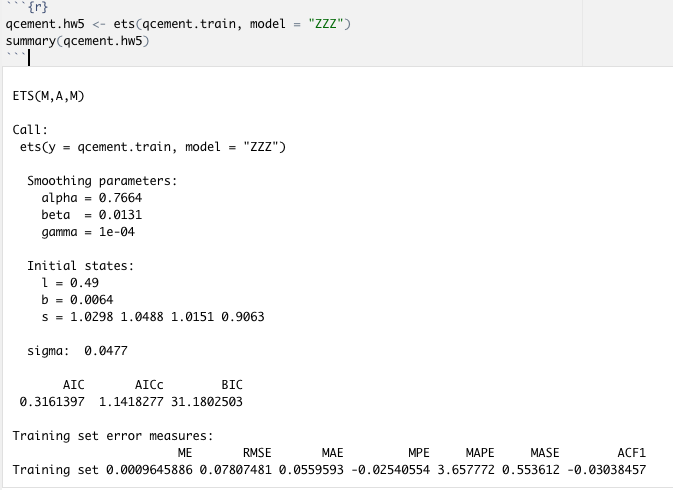 ```{r}
qcement.hw5 <- ets(qcement.train, model = "ZZZ")
summary(qcement.hw5)
```
ETS(M,A,M)
Call:
ets(y = qcement.train, model = "ZZZ")
Smoothing parameters:
alpha = 0.7664
beta  = 0.0131
gamma = 1e-04
Initial states:
l = 0.49
b = 0.0064
s = 1.0298 1.0488 1.0151 0.9063
sigma:  0.0477
AIC AICc BIC
0.3161397 1.1418277 31.1802503
Training set error measures:
ME RMSE MAE MPE MAPE MASE ACF1
Training set 0.0009645886 0.07807481 0.0559593 -0.02540554 3.657772 0.553612 -0.03038457